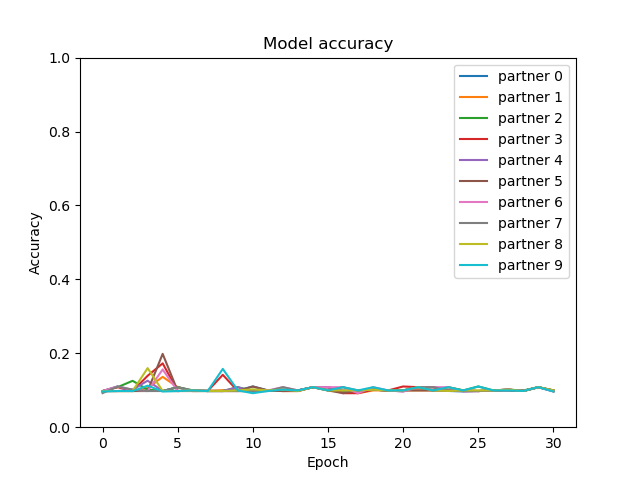 Model accuracy
1.0
0.8
0.6
0.4
0.2
0.0
Accuracy
partner 0
partner 1
partner 2
partner 3
partner 4
partner 5
partner 6
partner 7
partner 8
partner 9
0 5 10 15 20 25 30
Epoch